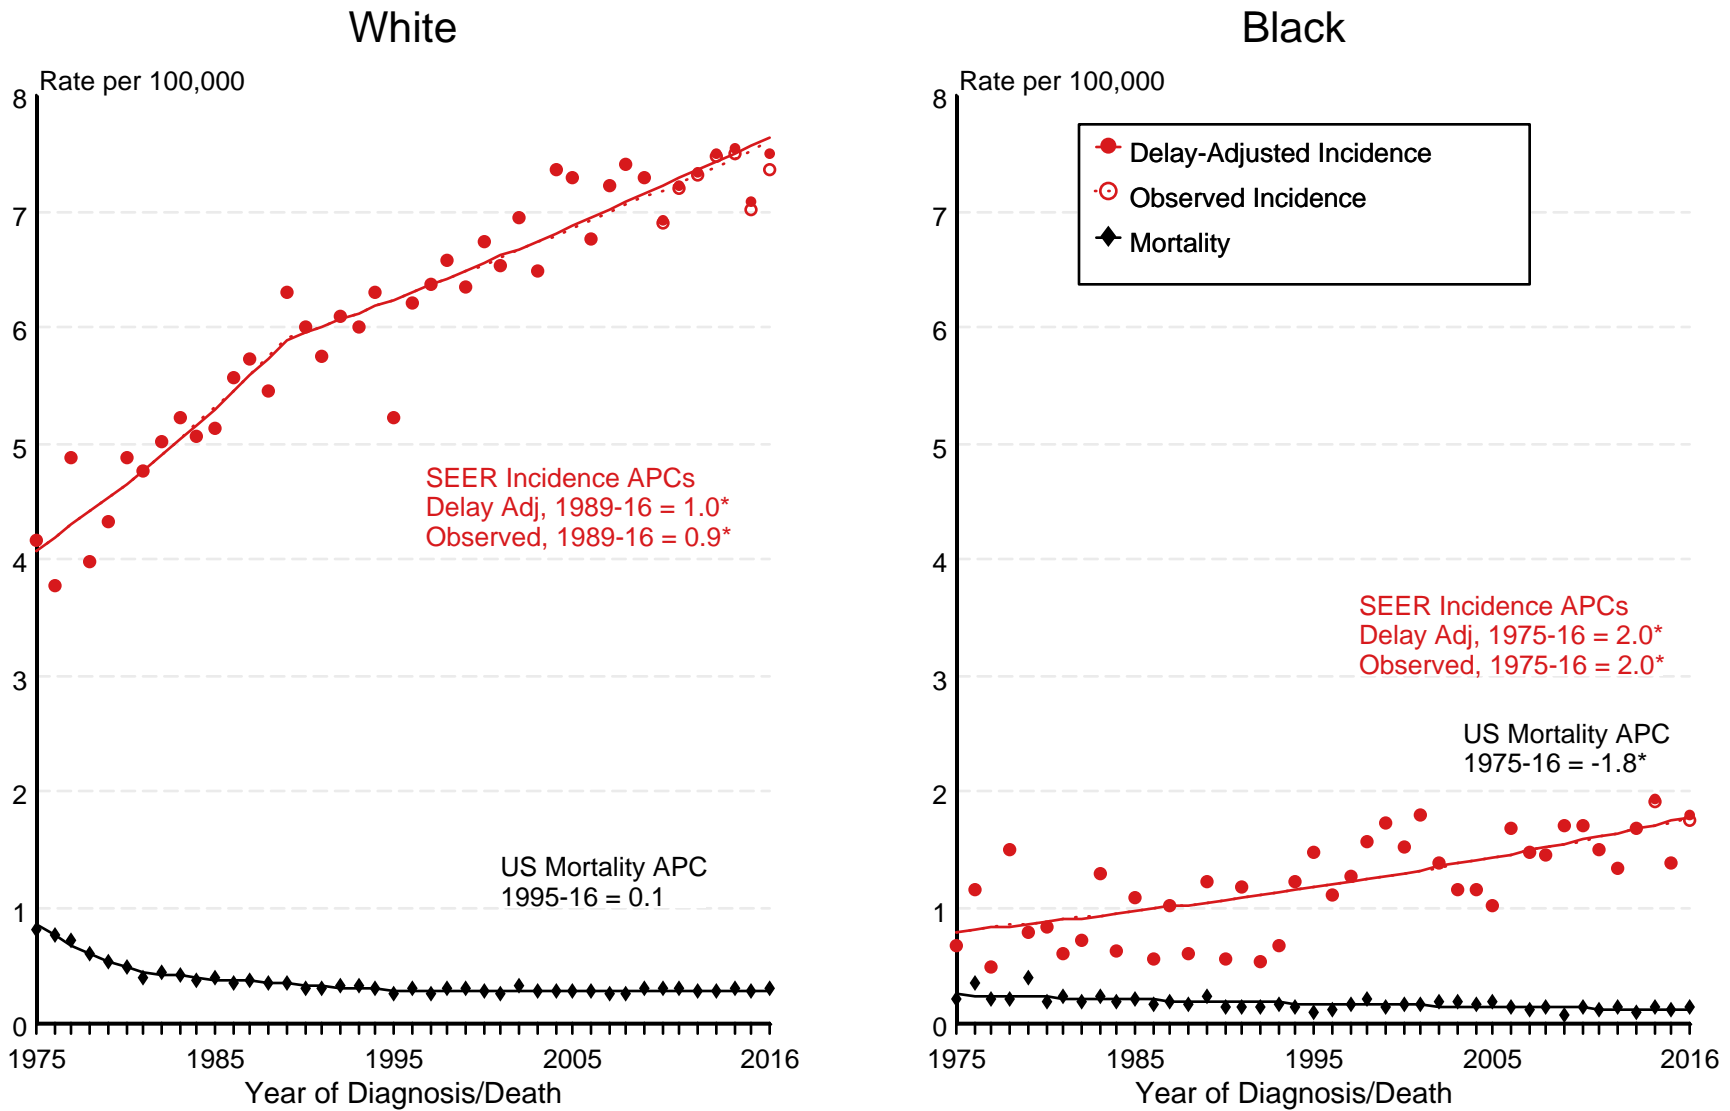 White
Rate per 100,000
8
7
6
5
4
3
2
1
0
SEER Incidence APCs
Delay Adj, 1989-16 = 1.0*
Observed, 1989-16 = 0.9*
US Mortality APC
1995-16 = 0.1
1975 1985 1995 2005 2016
Year of Diagnosis/Death
Black
Rate per 100,000
8
7
6
5
4
3
2
1
0
Delay-Adjusted Incidence
Observed Incidence
Mortality
SEER Incidence APCs
Delay Adj, 1975-16 = 2.0*
Observed, 1975-16 = 2.0*
US Mortality APC
1975-16 = -1.8*
1975 1985 1995 2005 2016
Year of Diagnosis/Death